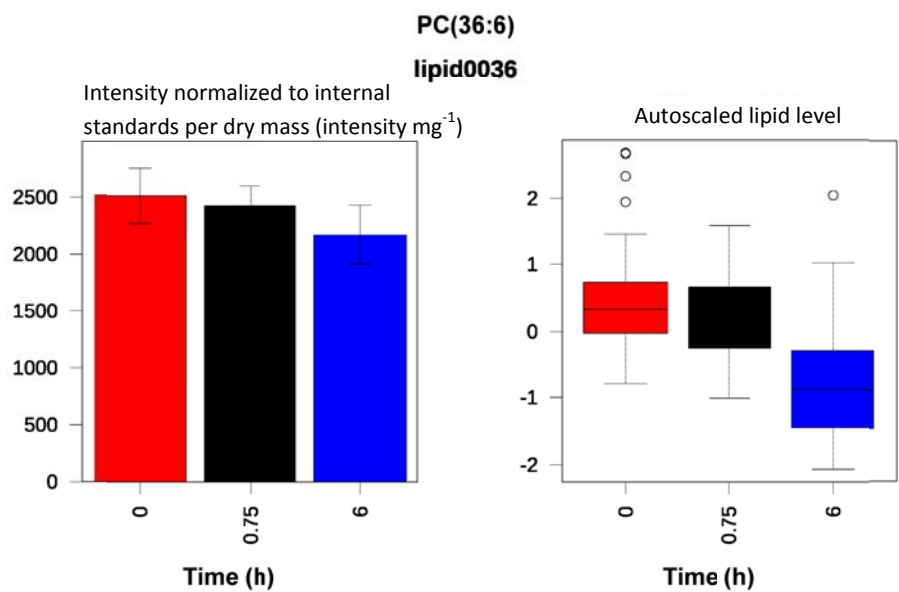 PC(36:6)
lipid0036
Intensity normalized to internal
standards per dry mass (intensity mg⁻¹)
2500
2000
1500
1000
500
0
0
0.75
6
Time (h)
Autoscaled lipid level
2
1
0
-1
-2
0
0.75
6
Time (h)